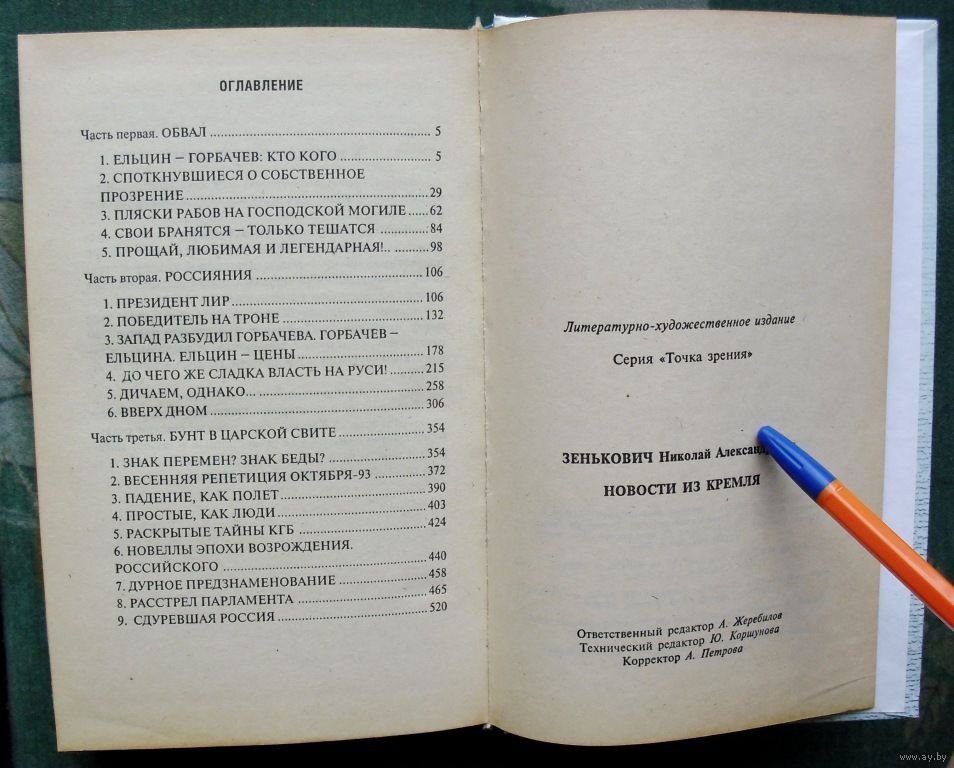 ОГЛАВЛЕНИЕ
Часть первая. ОБВАЛ ........................................ 5
1. ЕЛЬЦИН – ГОРБАЧЕВ: КТО КОГО ................ 5
2. СПОТКНУВШИЕСЯ О СОБСТВЕННОЕ
ПРОЗРЕНИЕ ............................................ 29
3. ПЛЯСКИ РАБОВ НА ГОСПОДСКОЙ МОГИЛЕ ...... 62
4. СВОИ БРАНЯТСЯ – ТОЛЬКО ТЕШАТСЯ ............ 84
5. ПРОЩАЙ, ЛЮБИМАЯ И ЛЕГЕНДАРНАЯ!.. ......... 98
Часть вторая. РОССИЯНИЯ ............................... 106
1. ПРЕЗИДЕНТ ЛИР .................................... 106
2. ПОБЕДИТЕЛЬ НА ТРОНЕ ........................... 132
3. ЗАПАД РАЗБУДИЛ ГОРБАЧЕВА. ГОРБАЧЕВ –
ЕЛЬЦИНА. ЕЛЬЦИН – ЦЕНЫ ........................ 178
4. ДО ЧЕГО ЖЕ СЛАДКА ВЛАСТЬ НА РУСИ! ......... 215
5. ДИЧАЕМ, ОДНАКО... ................................ 258
6. ВВЕРХ ДНОМ ........................................ 306
Часть третья. БУНТ В ЦАРСКОЙ СВИТЕ ................. 354
1. ЗНАК ПЕРЕМЕН? ЗНАК БЕДЫ? ..................... 354
2. ВЕСЕННЯЯ РЕПЕТИЦИЯ ОКТЯБРЯ-93 ............. 372
3. ПАДЕНИЕ, КАК ПОЛЕТ .............................. 390
4. ПРОСТЫЕ, КАК ЛЮДИ .............................. 403
5. РАСКРЫТЫЕ ТАЙНЫ КГБ ........................... 424
6. НОВЕЛЛЫ ЭПОХИ ВОЗРОЖДЕНИЯ.
РОССИЙСКОГО ........................................ 440
7. ДУРНОЕ ПРЕДЗНАМЕНОВАНИЕ ..................... 458
8. РАССТРЕЛ ПАРЛАМЕНТА ........................... 465
9. СДУРЕВШАЯ РОССИЯ ............................... 520
Литературно-художественное издание
Серия «Точка зрения»
ЗЕНЬКОВИЧ Николай
НОВОСТИ ИЗ КРЕМЛЯ
Ответственный редактор А. Жеребилов
Технический редактор Ю. Коршунова
Корректор А. Петрова
www.ay.by